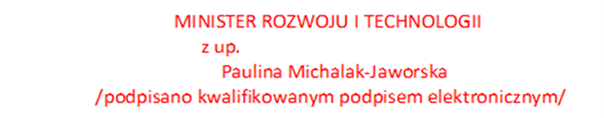 MINISTER ROZWOJU I TECHNOLOGII
z up.
Paulina Michalak-Jaworska
/podpisano kwalifikowanym podpisem elektronicznym/